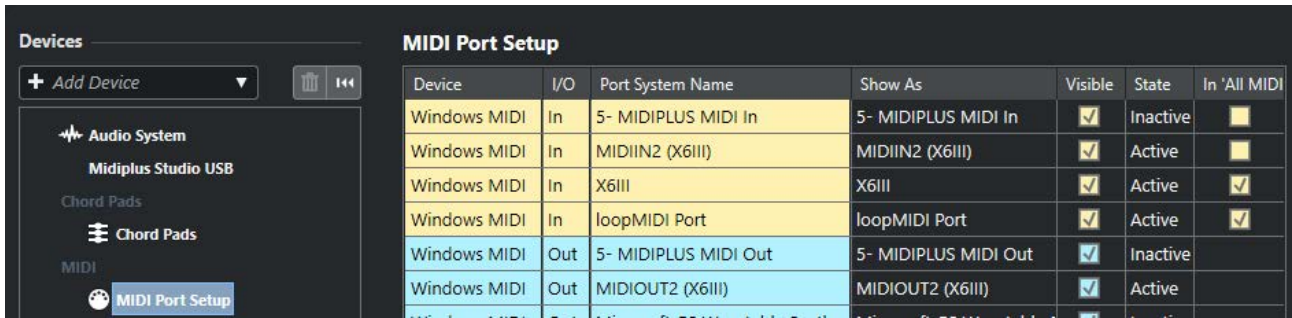 Devices
MIDI Port Setup
+ Add Device
Device I/O Port System Name Show As Visible State In 'All MIDI
Audio System
Midiplus Studio USB
Chord Pads
Chord Pads
MIDI
MIDI Port Setup
Windows MIDI In 5- MIDIPLUS MIDI In 5- MIDIPLUS MIDI In Inactive
Windows MIDI In MIDIIN2 (X6III) MIDIIN2 (X6III) Active
Windows MIDI In X6III X6III Active
Windows MIDI In loopMIDI Port loopMIDI Port Active
Windows MIDI Out 5- MIDIPLUS MIDI Out 5- MIDIPLUS MIDI Out Inactive
Windows MIDI Out MIDIOUT2 (X6III) MIDIOUT2 (X6III) Active